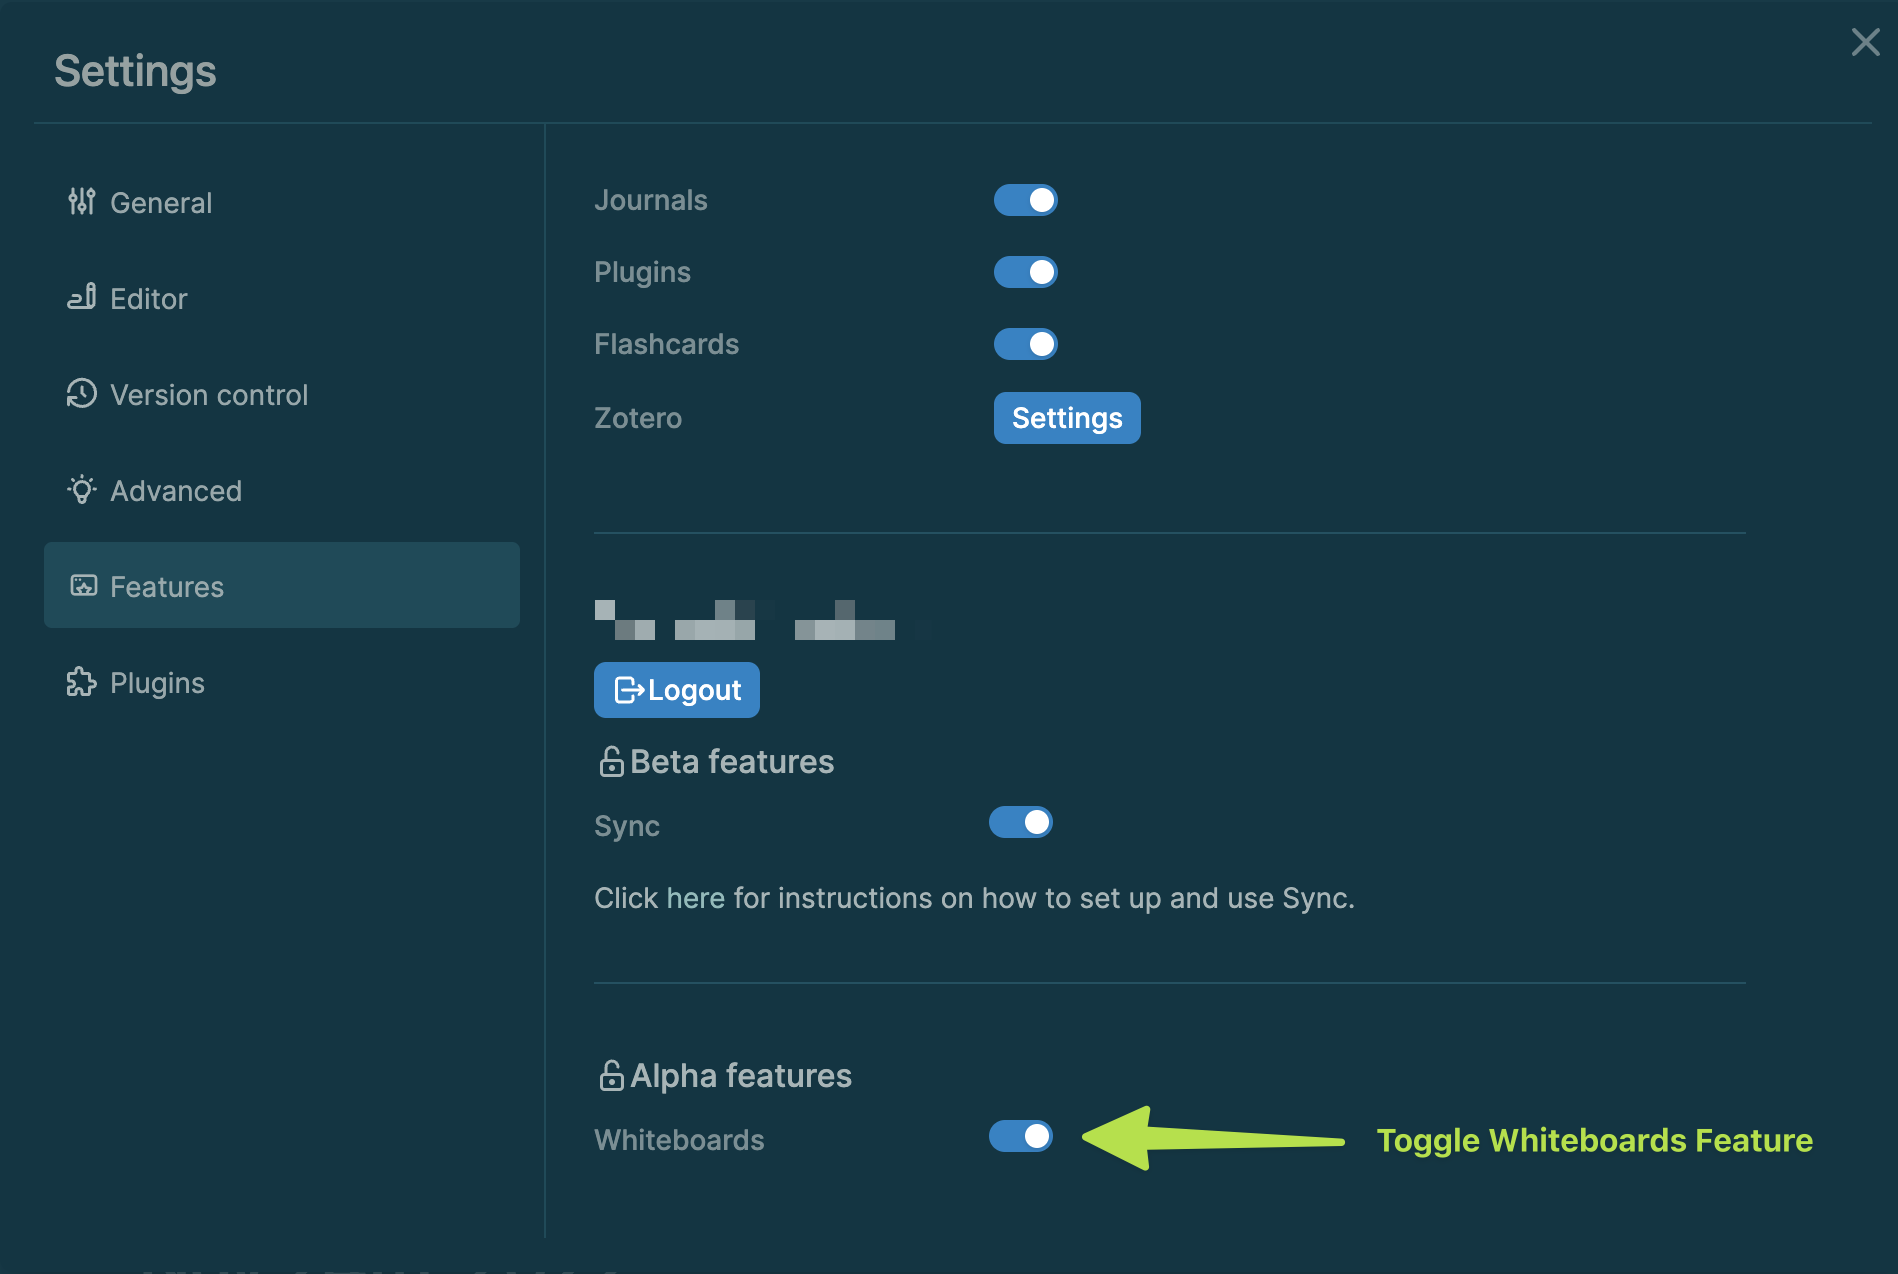 Settings
General
Editor
Version control
Advanced
Features
Plugins
Journals
Plugins
Flashcards
Zotero
Settings
Logout
Beta features
Sync
Click here for instructions on how to set up and use Sync.
Alpha features
Whiteboards
Toggle Whiteboards Feature